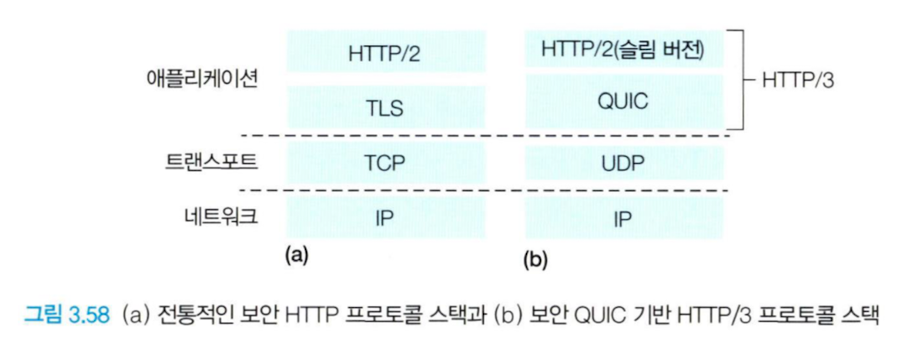 애플리케이션
HTTP/2
TLS
HTTP/2(슬림 버전)
QUIC
HTTP/3
트랜스포트
TCP
UDP
네트워크
IP
IP
(a)
(b)
그림 3.58 (a) 전통적인 보안 HTTP 프로토콜 스택과 (b) 보안 QUIC 기반 HTTP/3 프로토콜 스택